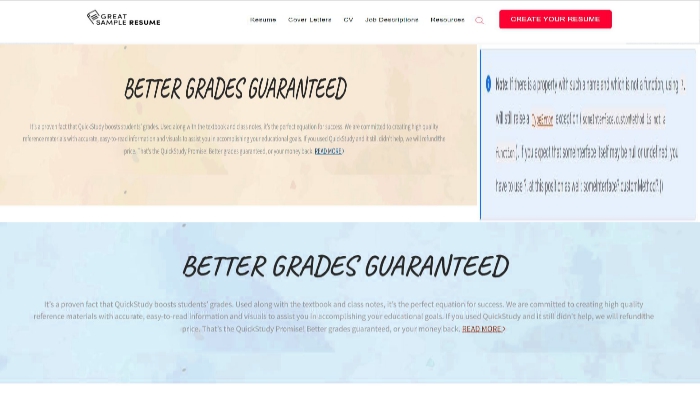 GREAT
SAMPLE RESUME
Resume Cover Letters CV Job Descriptions Resources CREATE YOUR RESUME
BETTER GRADES GUARANTEED
It's a proven fact that QuickStudy boosts students' grades. Used along with the textbook and class notes, it's the perfect equation for success. We are committed to creating high quality
reference materials with accurate, easy-to-read information and visuals to assist you in accomplishing your educational goals. If you used QuickStudy and it still didn't help, we will refund the
price. That's the QuickStudy Promise. Better grades guaranteed, or your money back. READ MORE >
Note: If there is a property with such a name and which is not a function, using ?.
will still raise a TypeError exception (someInterface.customMethod is not a
function). If you expect that someInterface itself may be null or undefined, you
have to use ?. at this position as well: someInterface?.customMethod?.()
BETTER GRADES GUARANTEED
It's a proven fact that QuickStudy boosts students' grades. Used along with the textbook and class notes, it's the perfect equation for success. We are committed to creating high quality
reference materials with accurate, easy-to-read information and visuals to assist you in accomplishing your educational goals. If you used QuickStudy and it still didn't help, we will refund the
price. That's the QuickStudy Promise! Better grades guaranteed, or your money back. READ MORE >